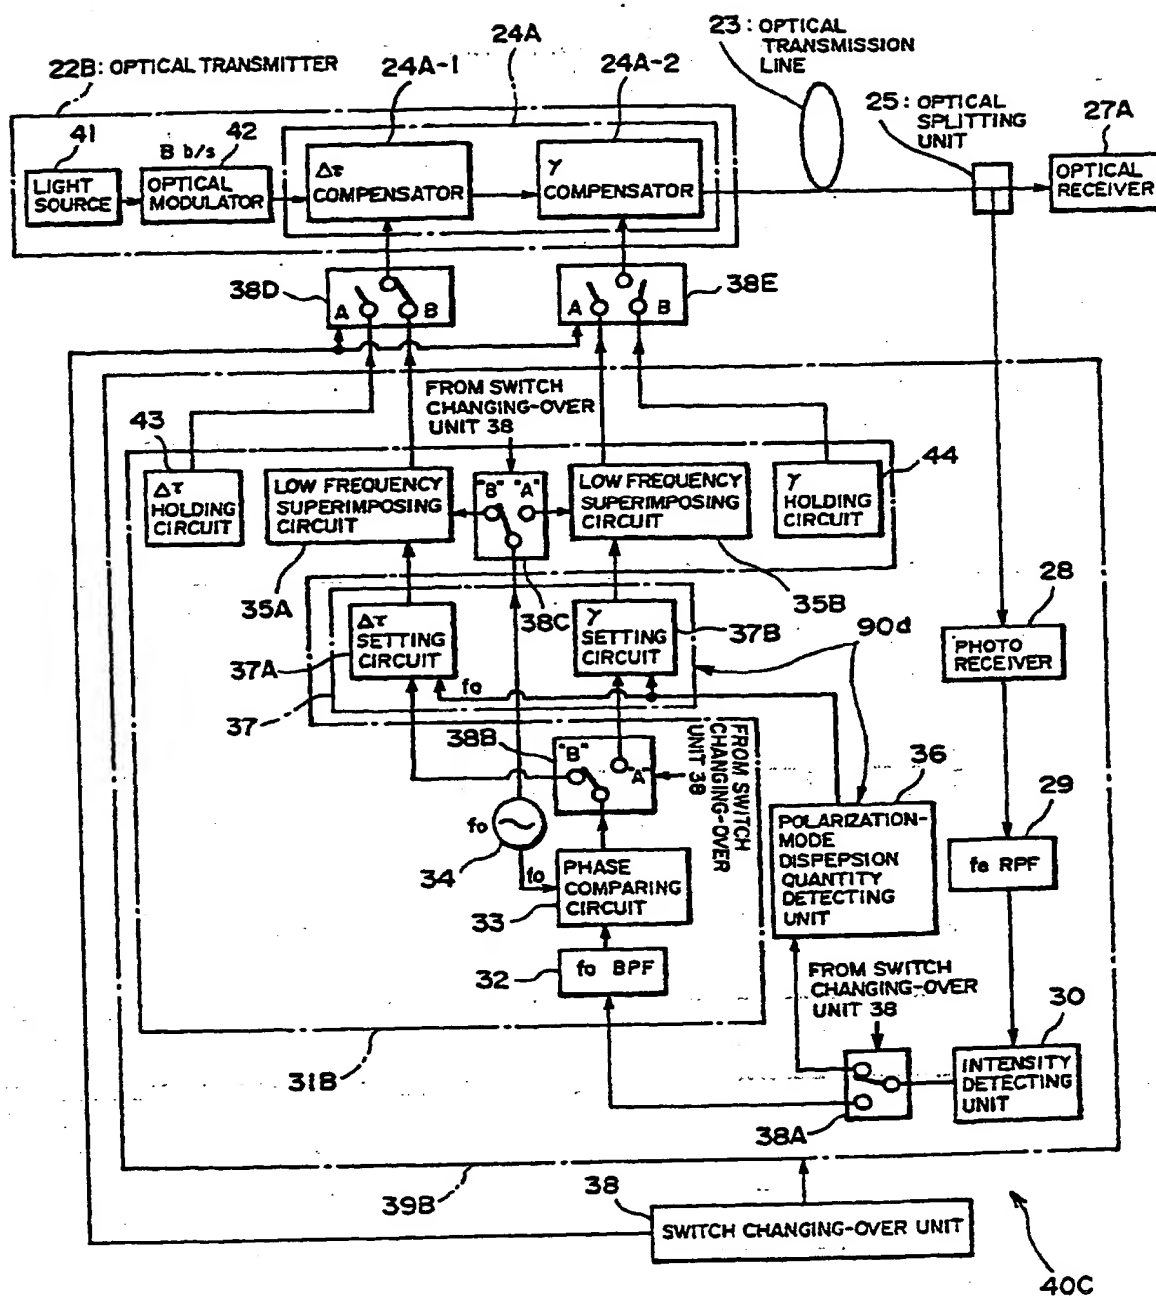 22B: OPTICAL TRANSMITTER
24A
24A-1
24A-2
23: OPTICAL
TRANSMISSION
LINE
25: OPTICAL
SPLITTING
UNIT
27A
41
B b/s
42
LIGHT
SOURCE
OPTICAL
MODULATOR
Δτ
COMPENSATOR
γ
COMPENSATOR
OPTICAL
RECEIVER
38D
A
B
A
B
38E
FROM SWITCH
CHANGING-OVER
UNIT 38
43
44
Δτ
HOLDING
CIRCUIT
LOW FREQUENCY
SUPERIMPOSING
CIRCUIT
"B" "A"
LOW FREQUENCY
SUPERIMPOSING
CIRCUIT
γ
HOLDING
CIRCUIT
35A
38C
35B
28
Δτ
SETTING
CIRCUIT
γ
SETTING
CIRCUIT
37A
37B
90d
PHOTO
RECEIVER
fo
37
38B
"B"
"A"
FROM SWITCH
CHANGING-OVER
UNIT 38
36
29
fo
34
fo
PHASE
COMPARING
CIRCUIT
33
POLARIZATION-
MODE
DISPEPSION
QUANTITY
DETECTING
UNIT
fe RPF
32
fo BPF
FROM SWITCH
CHANGING-OVER
UNIT 38
30
31B
INTENSITY
DETECTING
UNIT
38A
39B
38
SWITCH CHANGING-OVER UNIT
40C